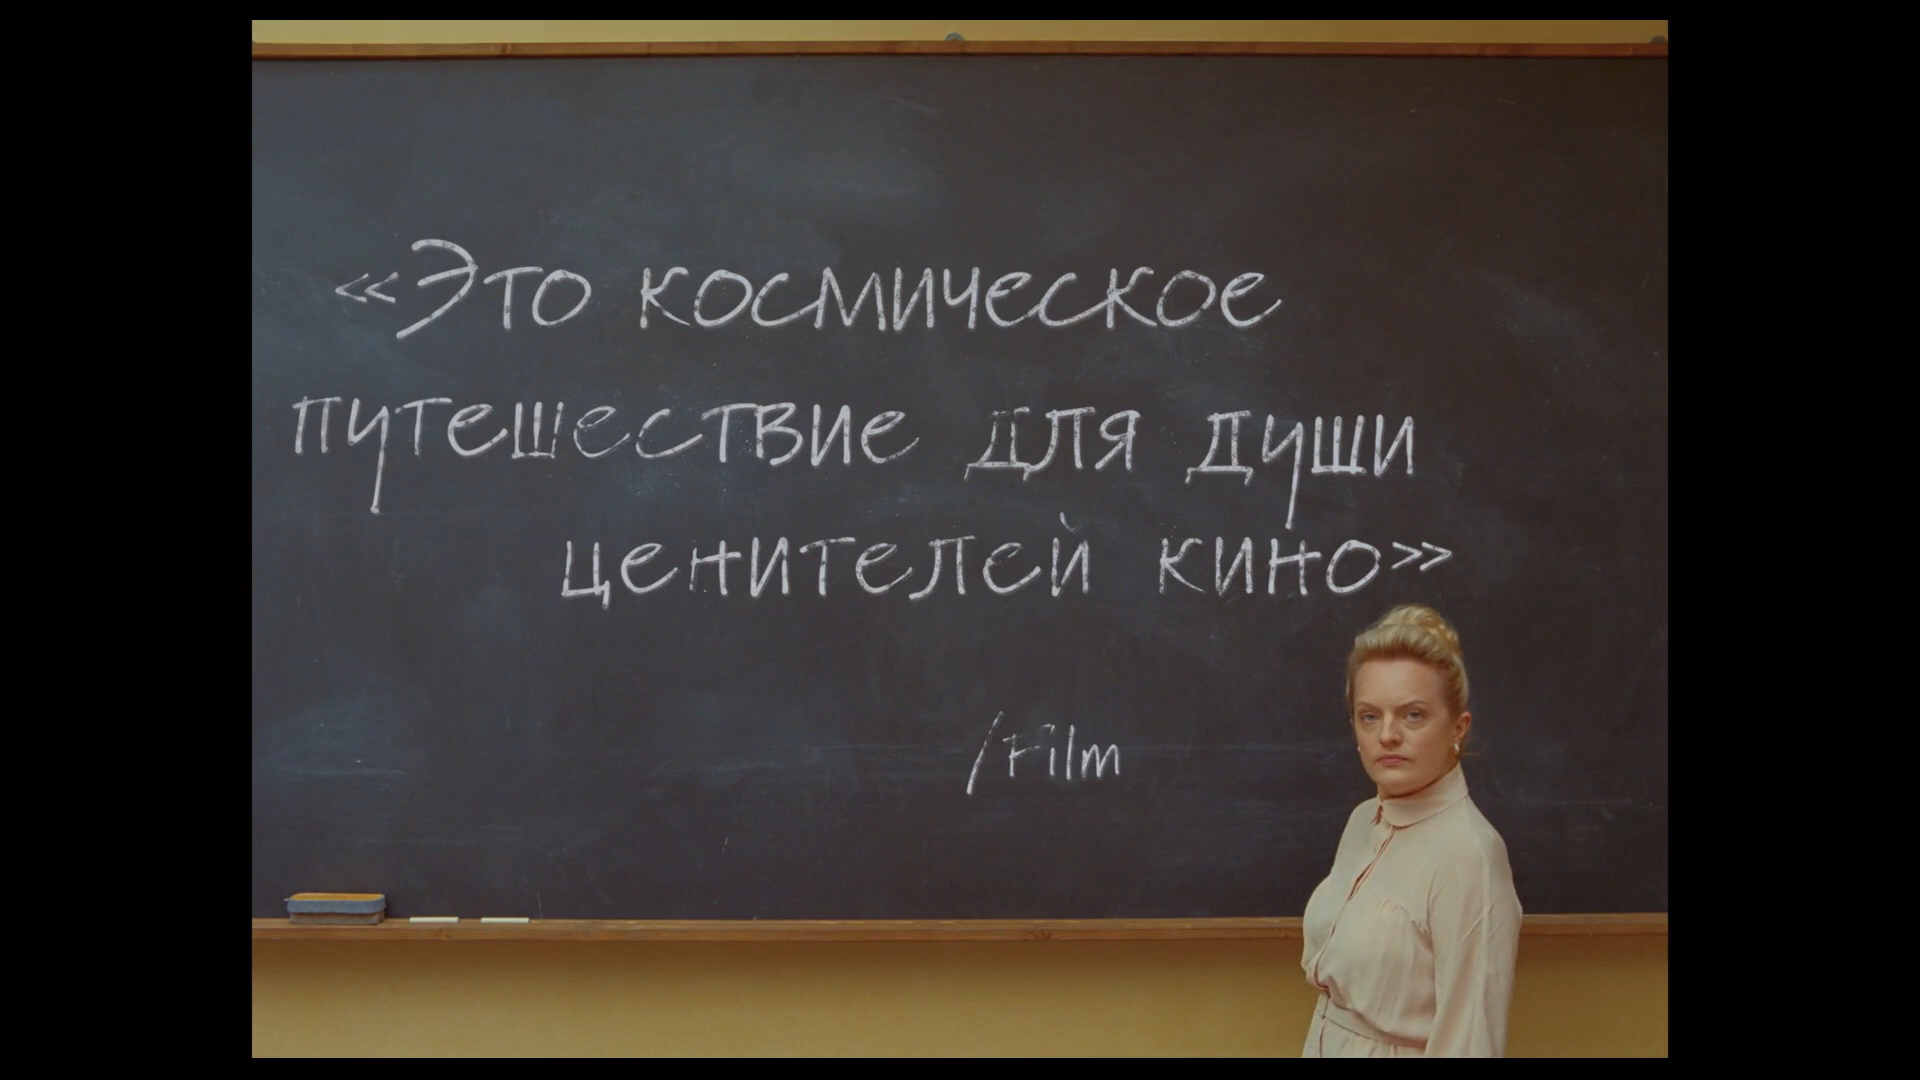 «Это космическое
путешествие для души
ценителей кино»
/Film